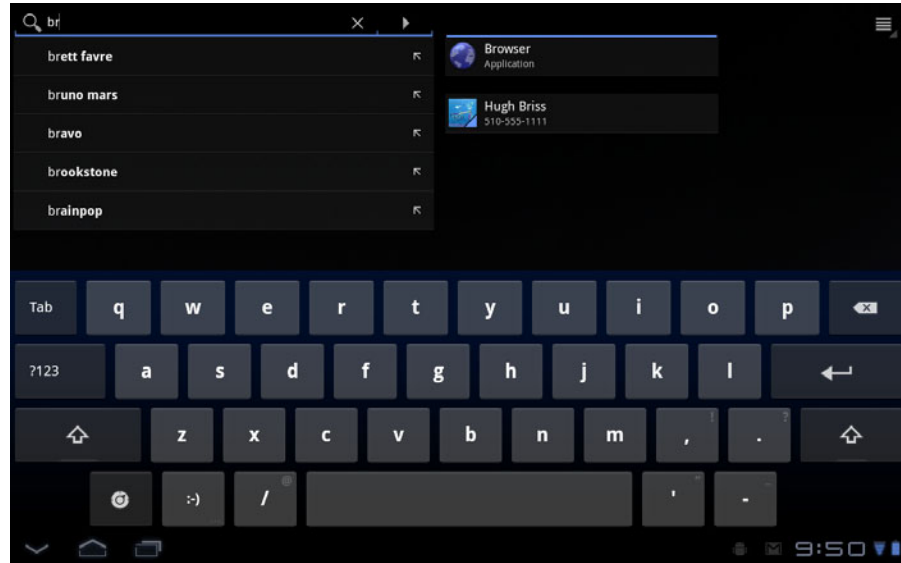 br
brett favre
bruno mars
bravo
brookstone
brainpop
Browser
Application
Hugh Briss
510-555-1111
Tab q w e r t y u i o p
?123 a s d f g h j k l
z x c v b n m , ! . ?
:-) / @ ' " - _
9:50